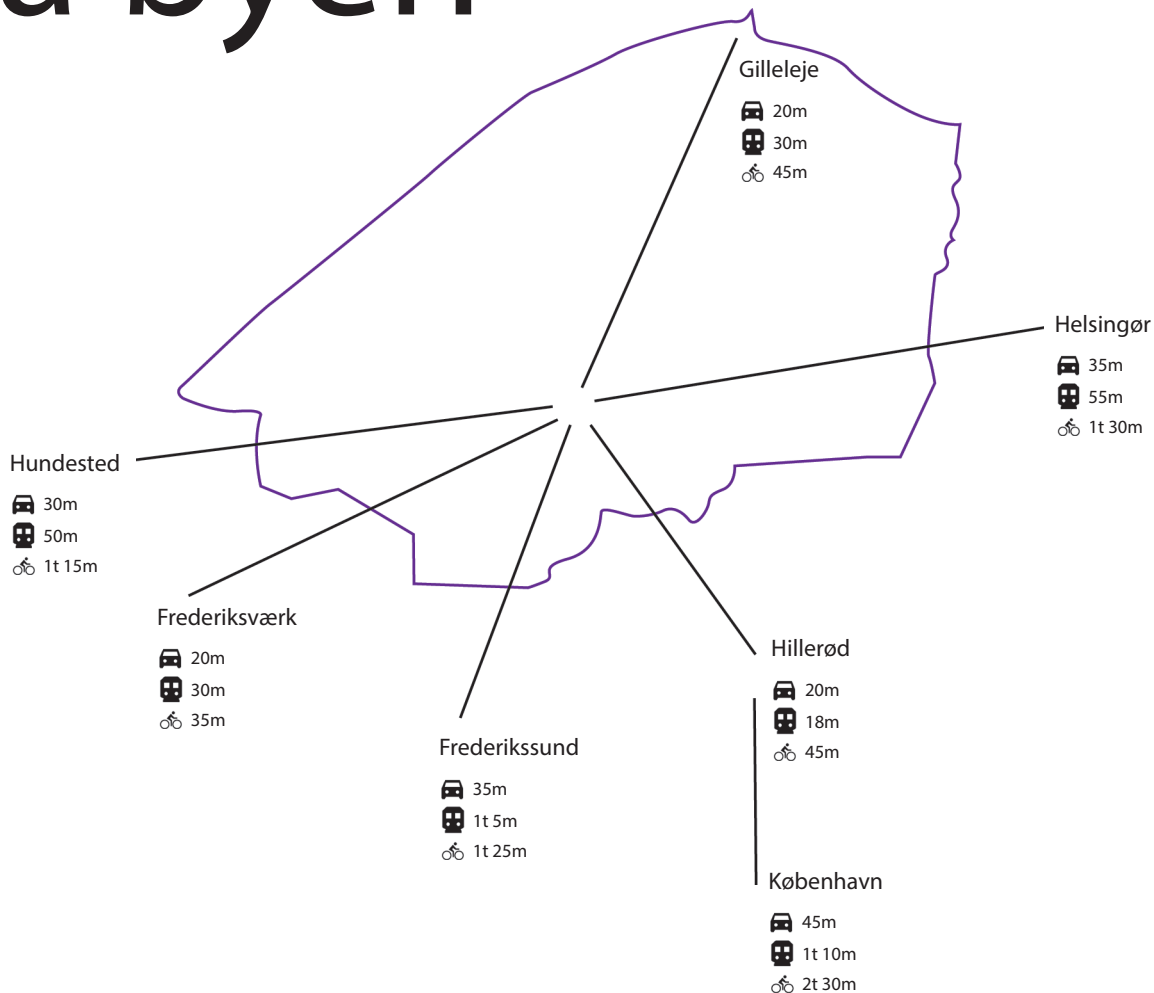 byen
Gilleleje
20m
30m
45m
Helsingør
35m
55m
1t 30m
Hundested
30m
50m
1t 15m
Frederiksværk
20m
30m
35m
Hillerød
20m
18m
45m
Frederikssund
35m
1t 5m
1t 25m
København
45m
1t 10m
2t 30m